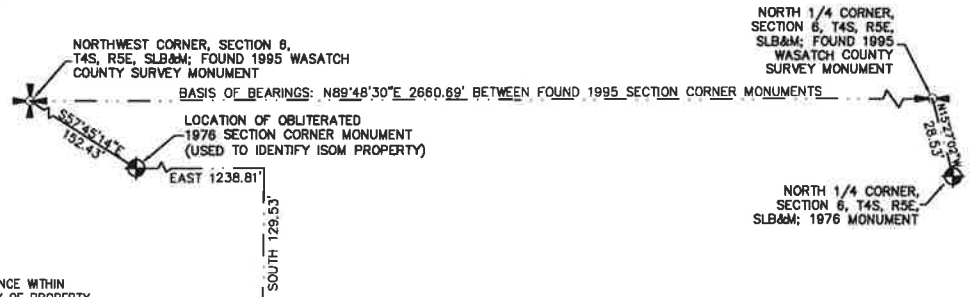 NORTHWEST CORNER, SECTION 6,
T4S, R5E, SLB&M; FOUND 1995 WASATCH
COUNTY SURVEY MONUMENT
NORTH 1/4 CORNER,
SECTION 6, T4S, R5E,
SLB&M; FOUND 1995
WASATCH COUNTY
SURVEY MONUMENT
BASIS OF BEARINGS: N89°48'30"E 2660.69' BETWEEN FOUND 1995 SECTION CORNER MONUMENTS
S57°45'14"E
152.43'
LOCATION OF OBLITERATED
1976 SECTION CORNER MONUMENT
(USED TO IDENTIFY ISOM PROPERTY)
EAST 1238.81'
SOUTH 129.53'
N15°27'02"W
28.53'
NORTH 1/4 CORNER,
SECTION 6, T4S, R5E,
SLB&M; 1976 MONUMENT
NCE WITHIN
Y OF PROPERTY